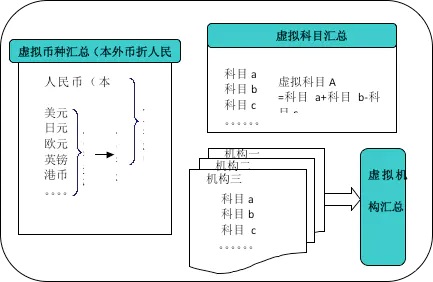 虚拟币种汇总（本外币折人民
人民币（本
美元
日元
欧元
英镑
港币
。。。。
虚拟科目汇总
科目 a
科目 b
科目 c
。。。。。。
虚拟科目 A
=科目 a+科目 b-科
机构一
机构二
机构三
科目 a
科目 b
科目 c
。。。。。。
虚拟机
构汇总